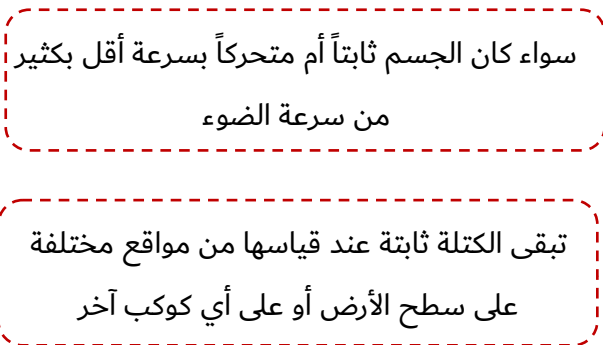 سواء كان الجسم ثابتاً أم متحركاً بسرعة أقل بكثير
من سرعة الضوء
تبقى الكتلة ثابتة عند قياسها من مواقع مختلفة
على سطح الأرض أو على أي كوكب آخر